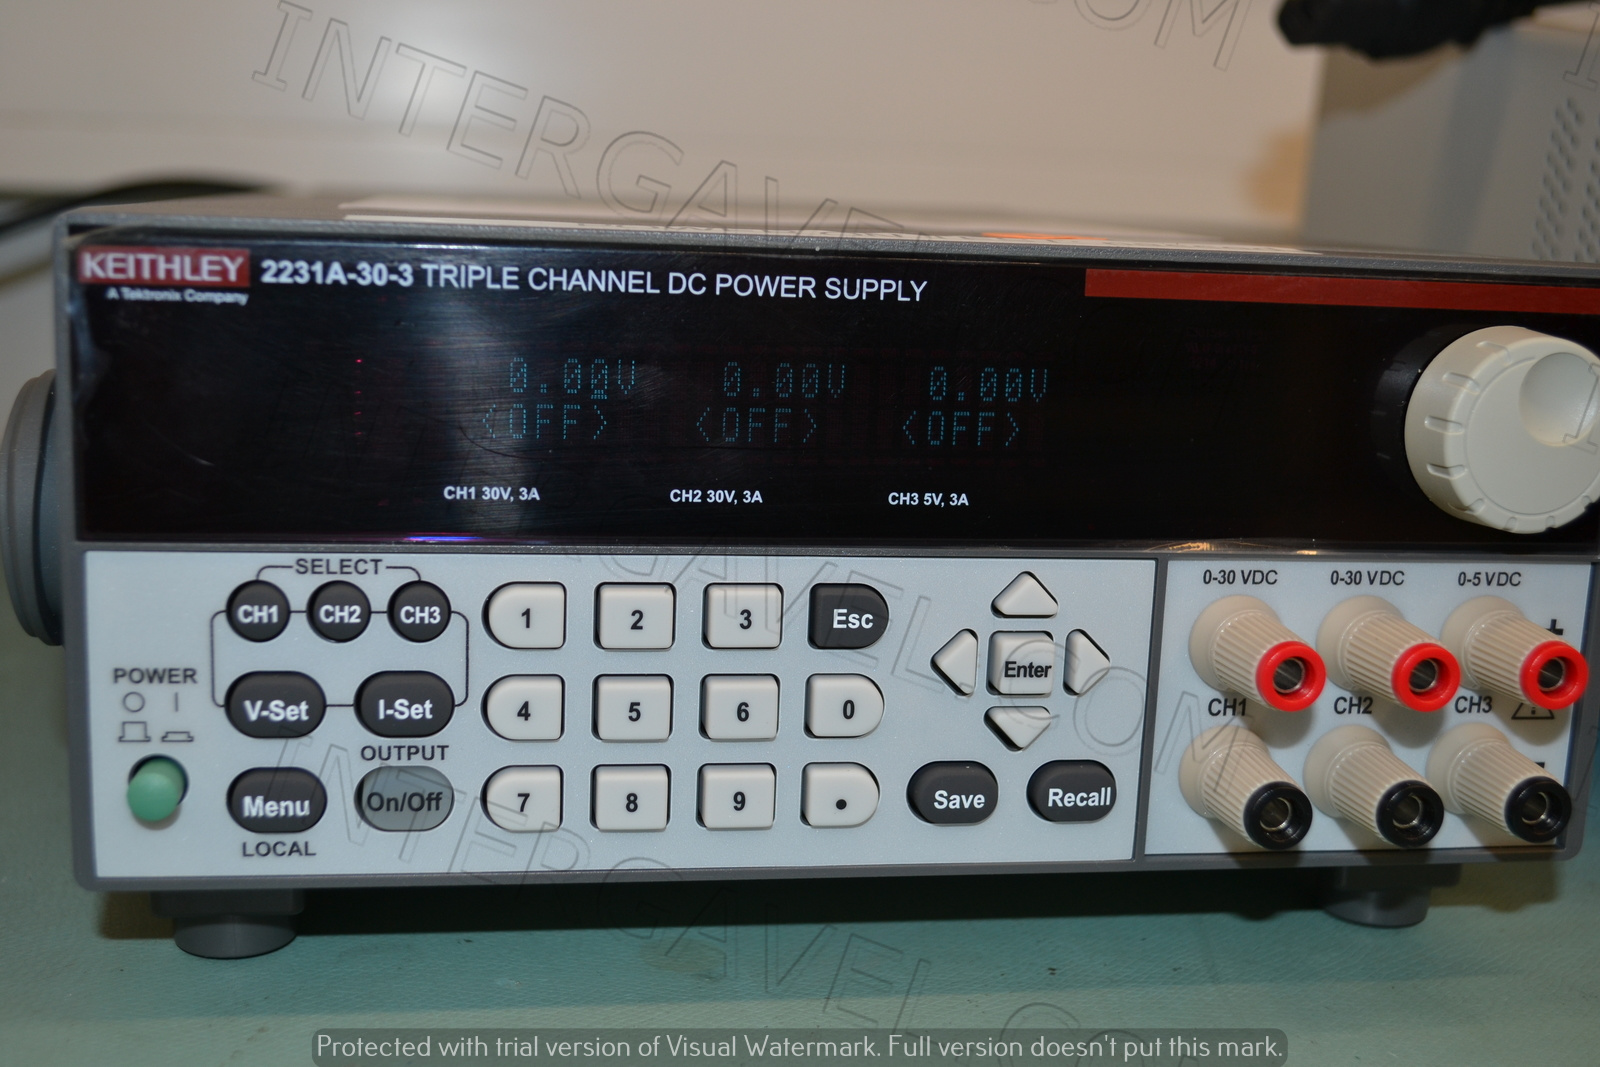 KEITHLEY
A Tektronix Company
2231A-30-3 TRIPLE CHANNEL DC POWER SUPPLY
0.00V 0.00V 0.00V
<OFF> <OFF> <OFF>
CH1 30V, 3A CH2 30V, 3A CH3 5V, 3A
SELECT
CH1 CH2 CH3
1 2 3 Esc
POWER
V-Set I-Set
4 5 6 0
Enter
OUTPUT
Menu On/Off
7 8 9 .
Save Recall
LOCAL
0-30 VDC 0-30 VDC 0-5 VDC
+
CH1 CH2 CH3
-
INTERGAVEL.COM
INTERGAVEL.COM
INTERGAVEL.COM
Protected with trial version of Visual Watermark. Full version doesn't put this mark.